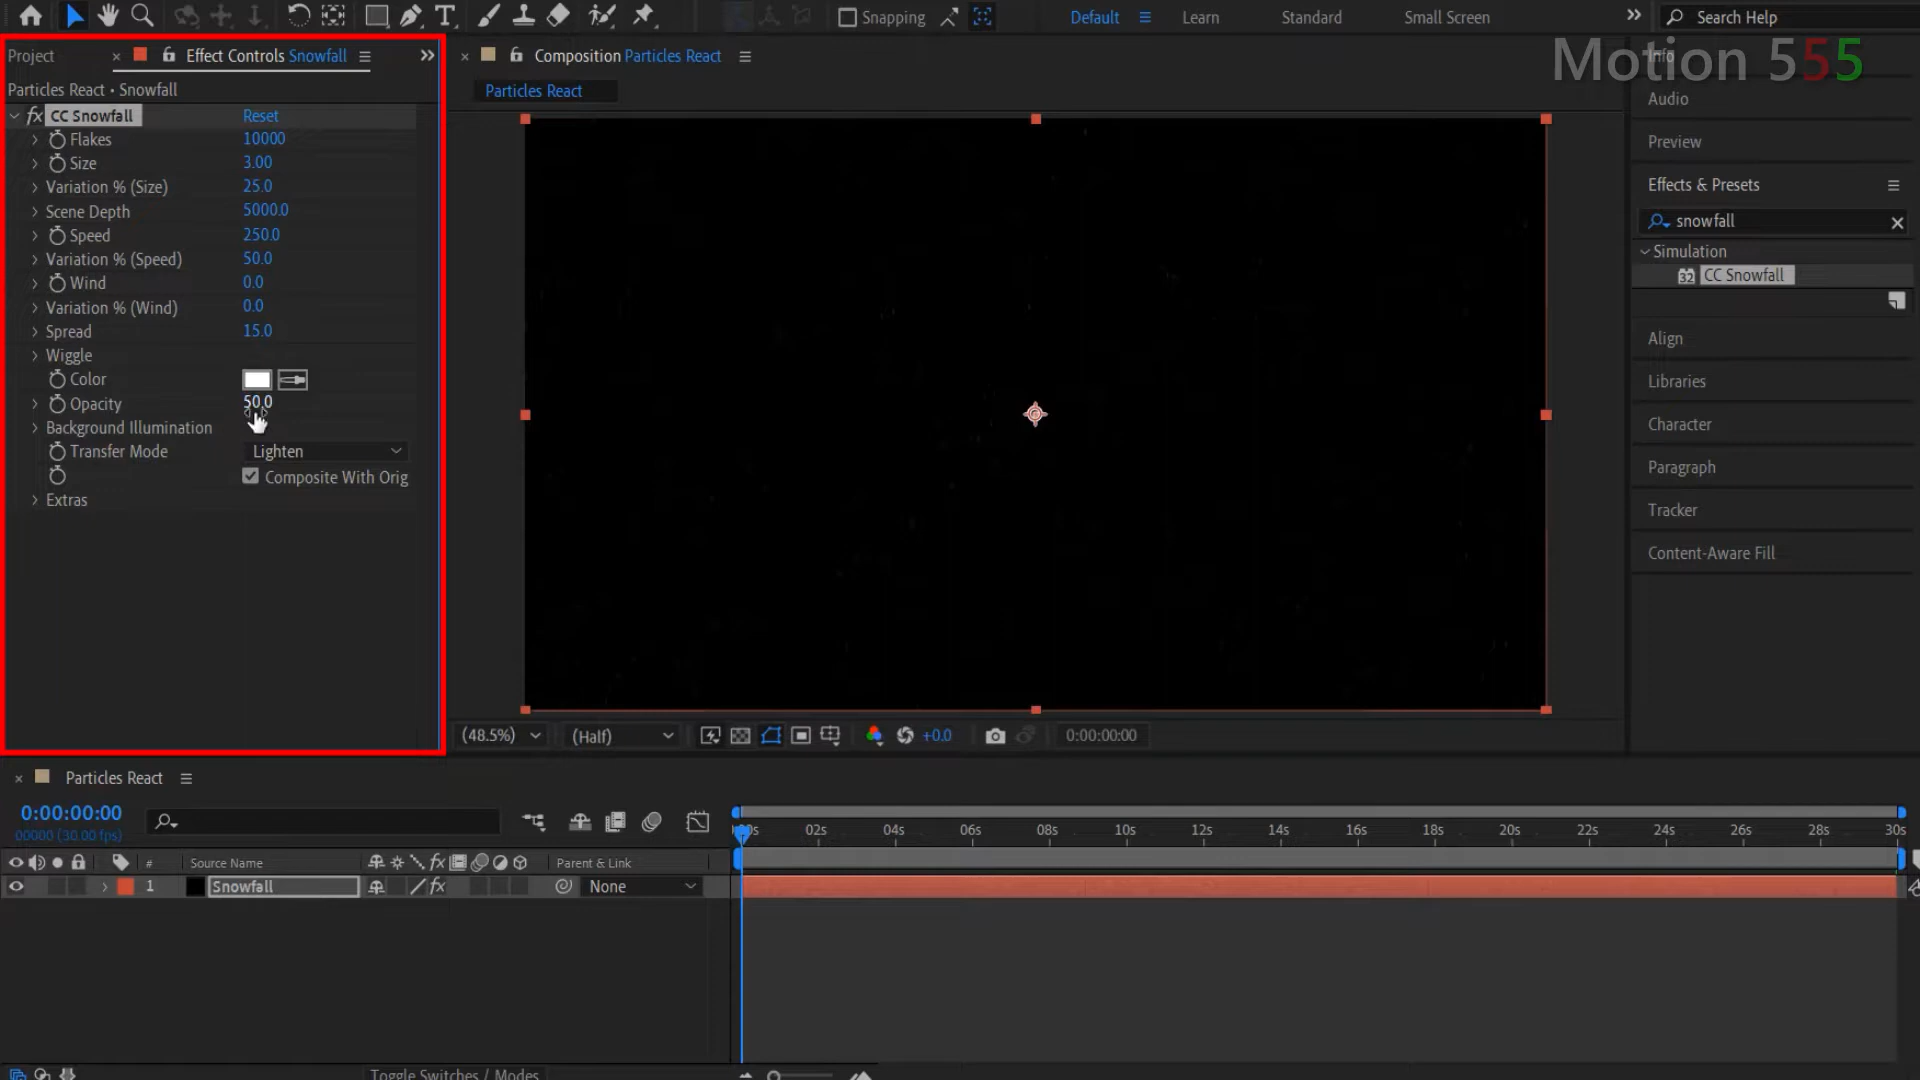 Snapping
Default
Learn
Standard
Small Screen
Search Help
Motion 555
Project
Effect Controls Snowfall
Particles React • Snowfall
fx CC Snowfall Reset
Flakes 10000
Size 3.00
Variation % (Size) 25.0
Scene Depth 5000.0
Speed 250.0
Variation % (Speed) 50.0
Wind 0.0
Variation % (Wind) 0.0
Spread 15.0
Wiggle
Color
Opacity 50.0
Background Illumination
Transfer Mode Lighten
Composite With Orig
Extras
Composition Particles React
Particles React
(48.5%)
(Half)
+0.0
0:00:00:00
Info
Audio
Preview
Effects & Presets
snowfall
Simulation
32 CC Snowfall
Align
Libraries
Character
Paragraph
Tracker
Content-Aware Fill
Particles React
0:00:00:00
00000 (30.00 fps)
02s 04s 06s 08s 10s 12s 14s 16s 18s 20s 22s 24s 26s 28s 30s
# Source Name fx Parent & Link
1 Snowfall fx None
Toggle Switches / Modes